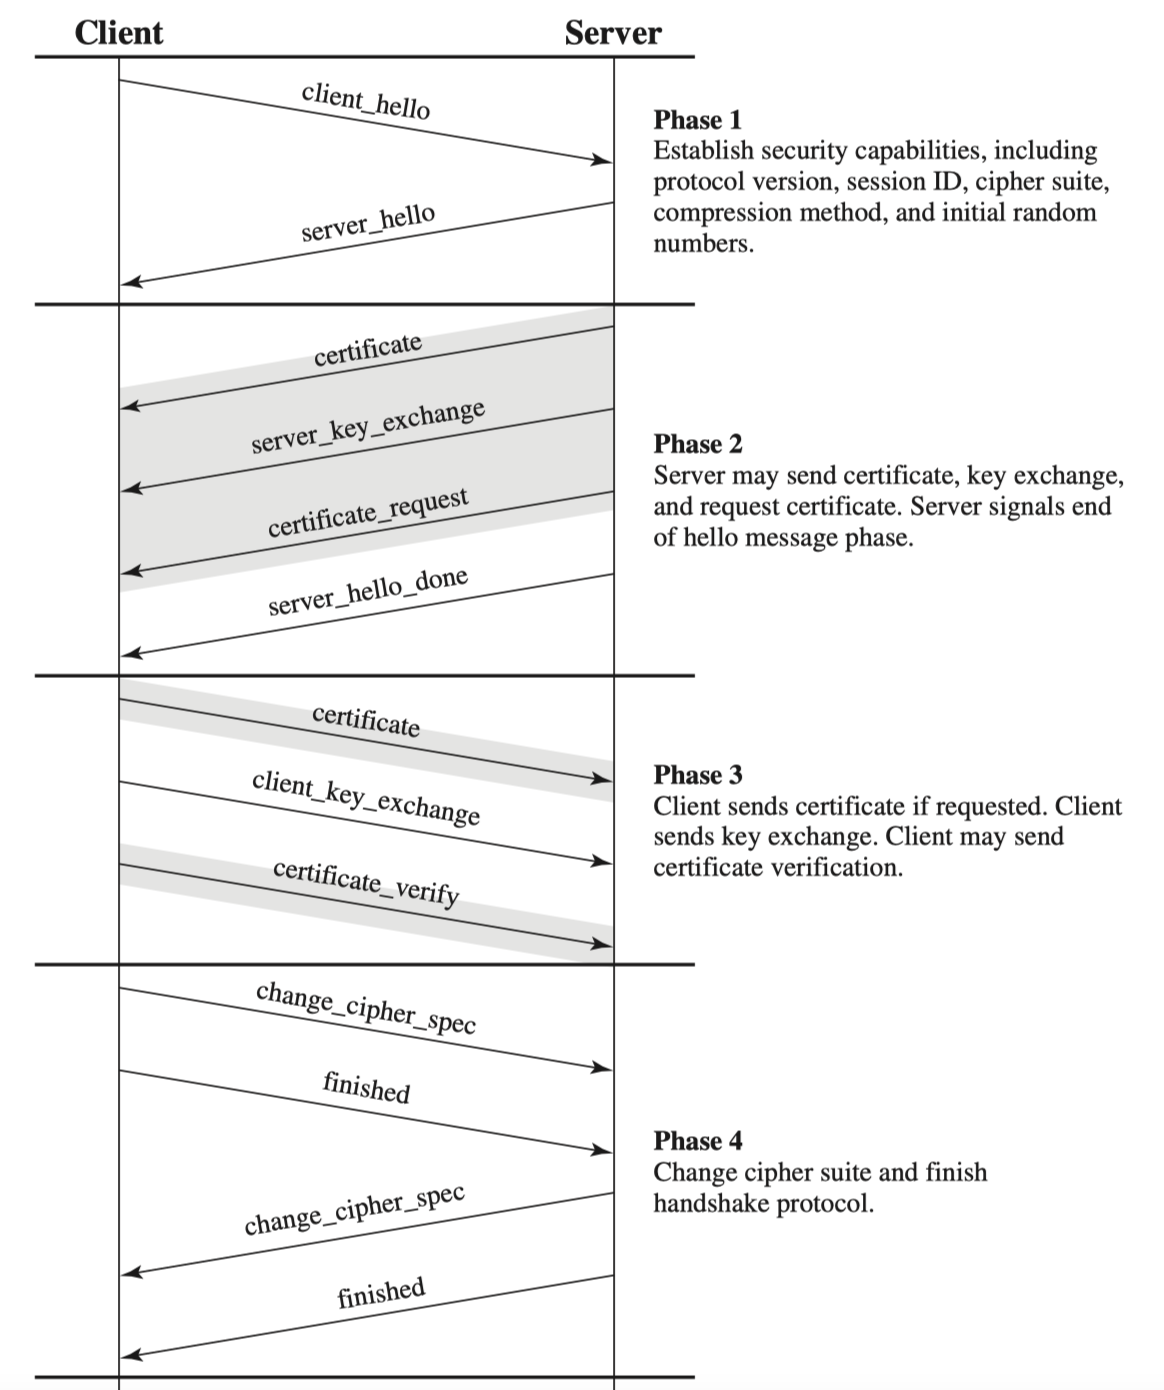 Client
Server
client_hello
Phase 1
Establish security capabilities, including
protocol version, session ID, cipher suite,
compression method, and initial random
numbers.
server_hello
certificate
server_key_exchange
Phase 2
Server may send certificate, key exchange,
and request certificate. Server signals end
of hello message phase.
certificate_request
server_hello_done
certificate
client_key_exchange
Phase 3
Client sends certificate if requested. Client
sends key exchange. Client may send
certificate verification.
certificate_verify
change_cipher_spec
finished
Phase 4
Change cipher suite and finish
handshake protocol.
change_cipher_spec
finished